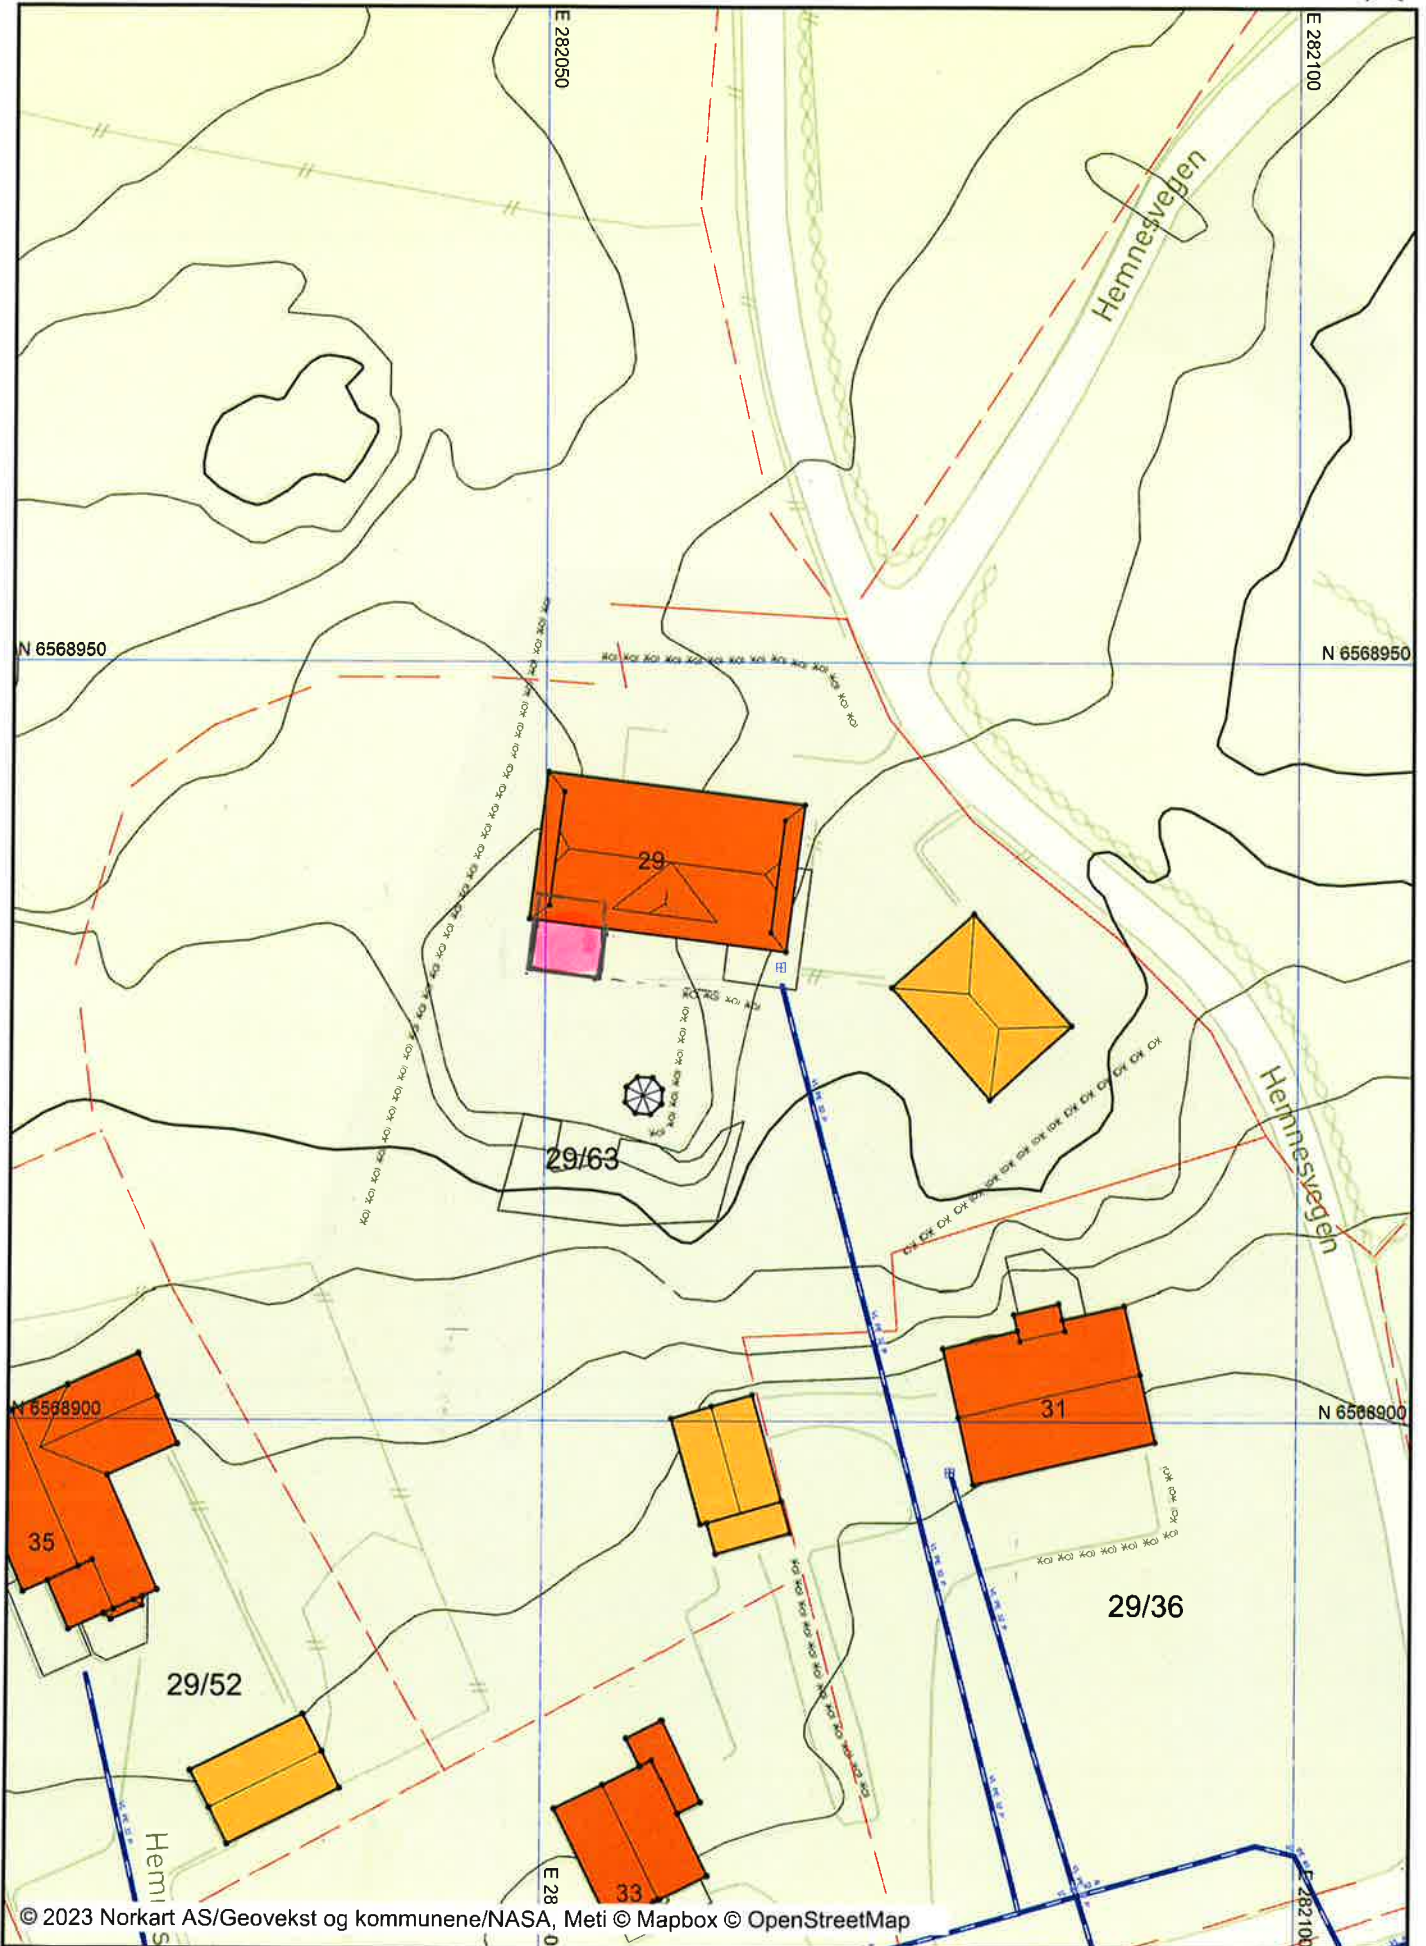 E 282050
E 282100
Hemnesvegen
N 6568950
N 6568950
29
29/63
Hemnesvegen
N 6568900
N 6568900
31
35
29/36
29/52
33
E 282100
© 2023 Norkart AS/Geovekst og kommunene/NASA, Meti © Mapbox © OpenStreetMap